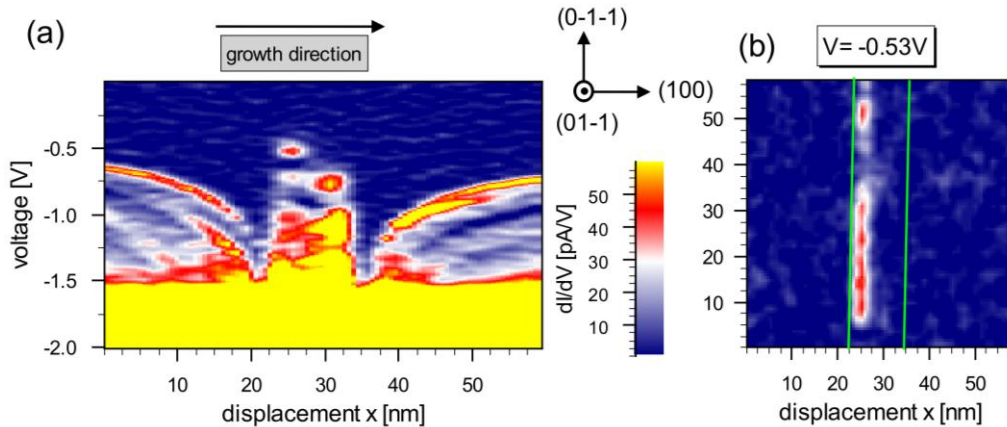 (a)
growth direction
(0-1-1)
(100)
(01-1)
(b)
V= -0.53V
voltage [V]
-0.5
-1.0
-1.5
-2.0
10 20 30 40 50
displacement x [nm]
dI/dV [pA/V]
50
40
30
20
10
50
40
30
20
10
10 20 30 40 50
displacement x [nm]